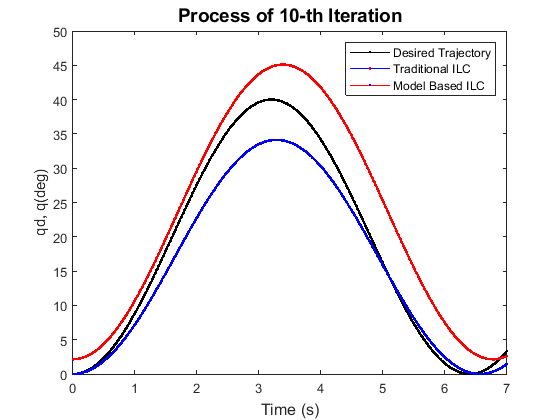 Process of 10-th Iteration
50
45
40
35
30
25
20
15
10
5
0
qd, q(deg)
Desired Trajectory
Traditional ILC
Model Based ILC
0 1 2 3 4 5 6 7
Time (s)